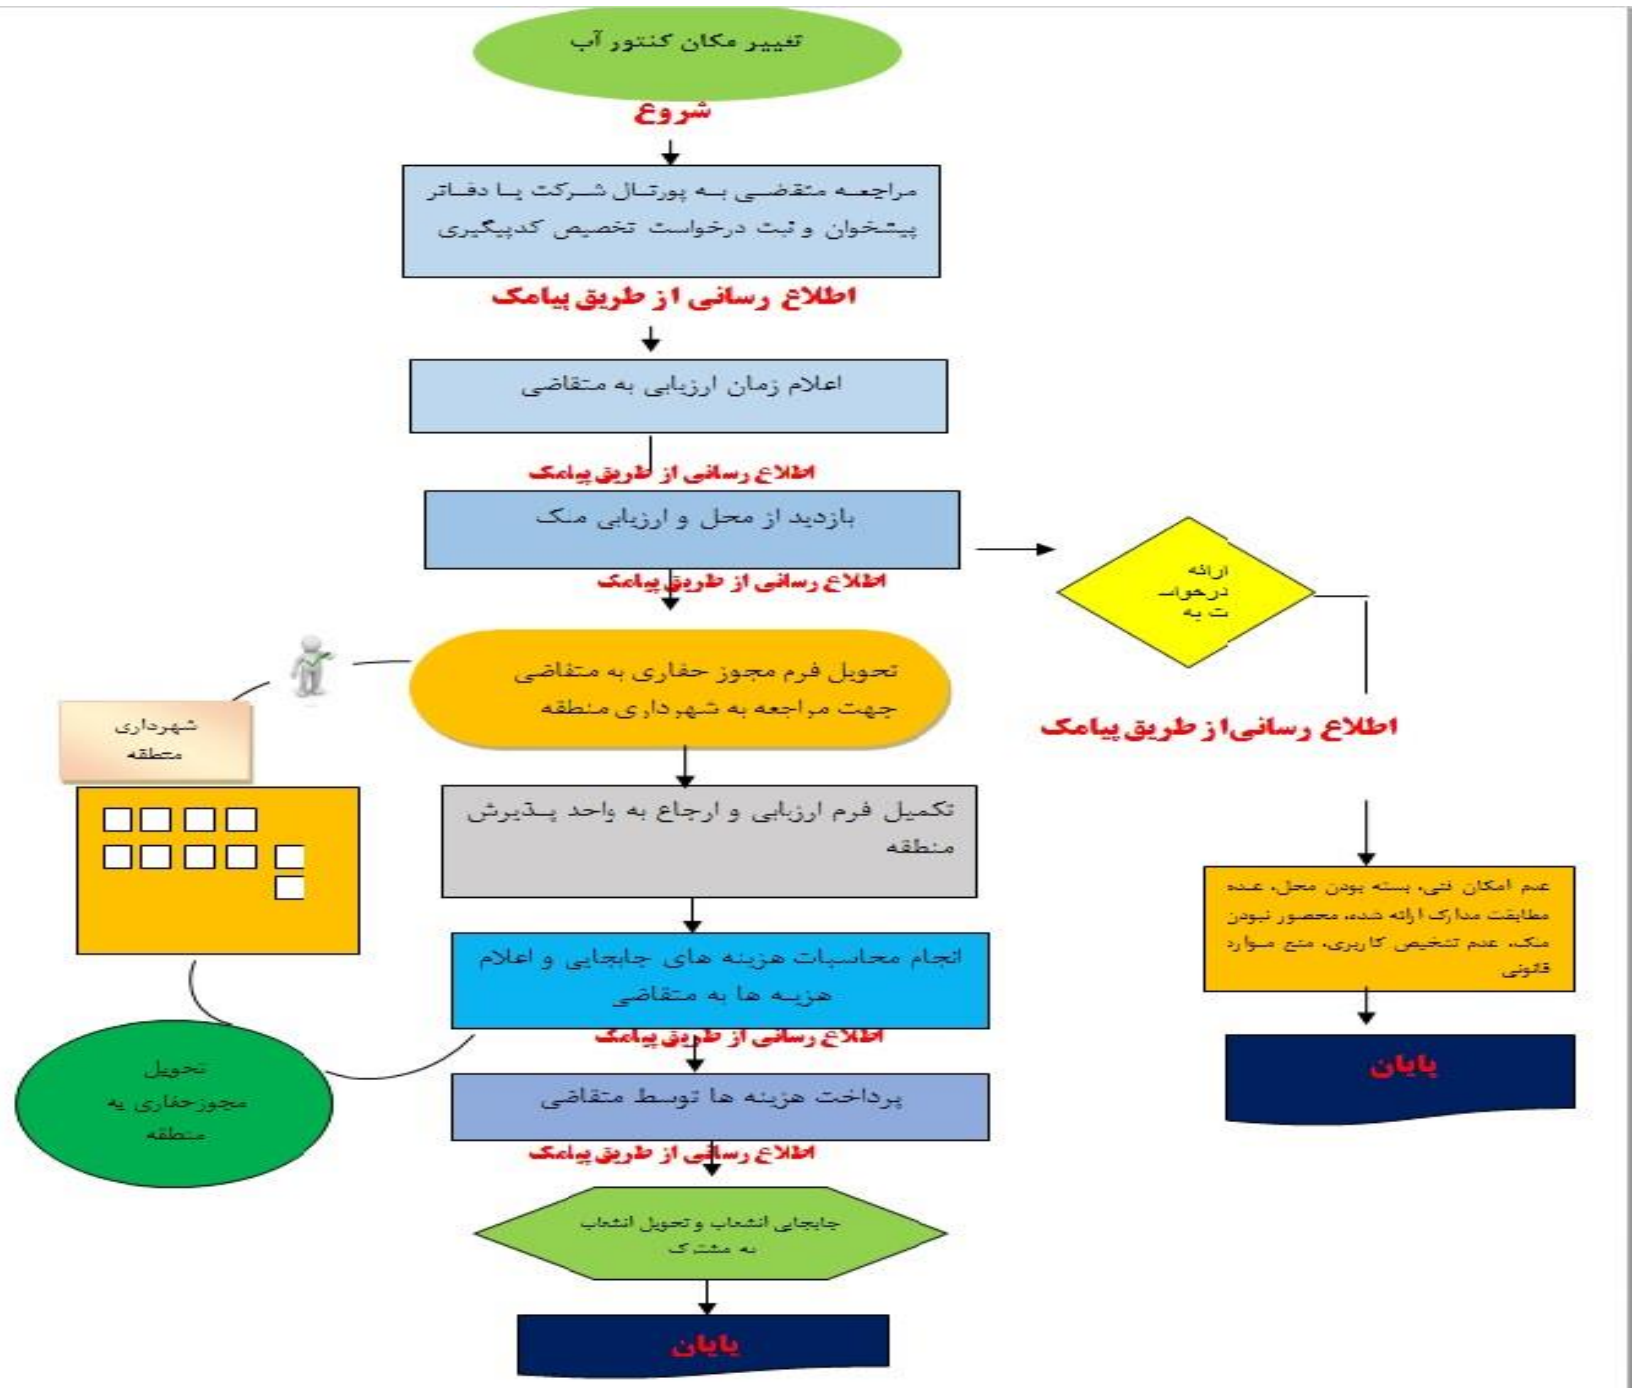 تغییر مکان کنتور آب
شروع
مراجعه متقاضی به پورتال شرکت یا دفاتر
پیشخوان و ثبت درخواست تخصیص کدپیگیری
اطلاع رسانی از طریق پیامک
اعلام زمان ارزیابی به متقاضی
اطلاع رسانی از طریق پیامک
بازدید از محل و ارزیابی ملک
اطلاع رسانی از طریق پیامک
ارائه
درخواس
ت به
تحویل فرم مجوز حفاری به متقاضی
جهت مراجعه به شهرداری منطقه
شهرداری
منطقه
اطلاع رسانی از طریق پیامک
تکمیل فرم ارزیابی و ارجاع به واحد پذیرش
منطقه
عدم امکان فنی، بسته بودن محل، عده
مطابقت مدارک ارائه شده، محصور نبودن
ملک، عدم تشخیص کاربری، منع موارد
قانونی
انجام محاسبات هزینه های جابجایی و اعلام
هزینه ها به متقاضی
اطلاع رسانی از طریق پیامک
پایان
تحویل
مجوزحفاری به
منطقه
پرداخت هزینه ها توسط متقاضی
اطلاع رسانی از طریق پیامک
جابجایی انشعاب و تحویل انشعاب
به مشترک
پایان